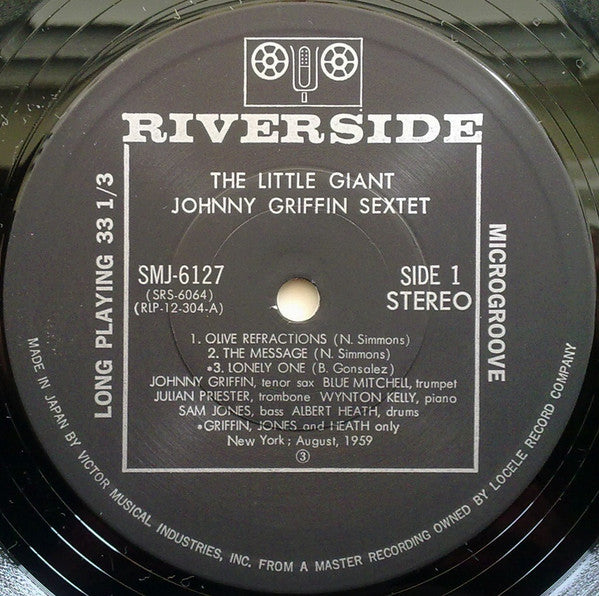 RIVERSIDE
THE LITTLE GIANT
JOHNNY GRIFFIN SEXTET
LONG PLAYING 33 1/3
MICROGROOVE
SMJ-6127
(SRS-6064)
(RLP-12-304-A)
SIDE 1
STEREO
1. OLIVE REFRACTIONS (N. Simmons)
2. THE MESSAGE (N. Simmons)
•3. LONELY ONE (B. Gonsalez)
JOHNNY GRIFFIN, tenor sax BLUE MITCHELL, trumpet
JULIAN PRIESTER, trombone WYNTON KELLY, piano
SAM JONES, bass ALBERT HEATH, drums
•GRIFFIN, JONES and HEATH only
New York; August, 1959
③
MADE IN JAPAN BY VICTOR MUSICAL INDUSTRIES, INC. FROM A MASTER RECORDING OWNED BY LOCELE RECORD COMPANY